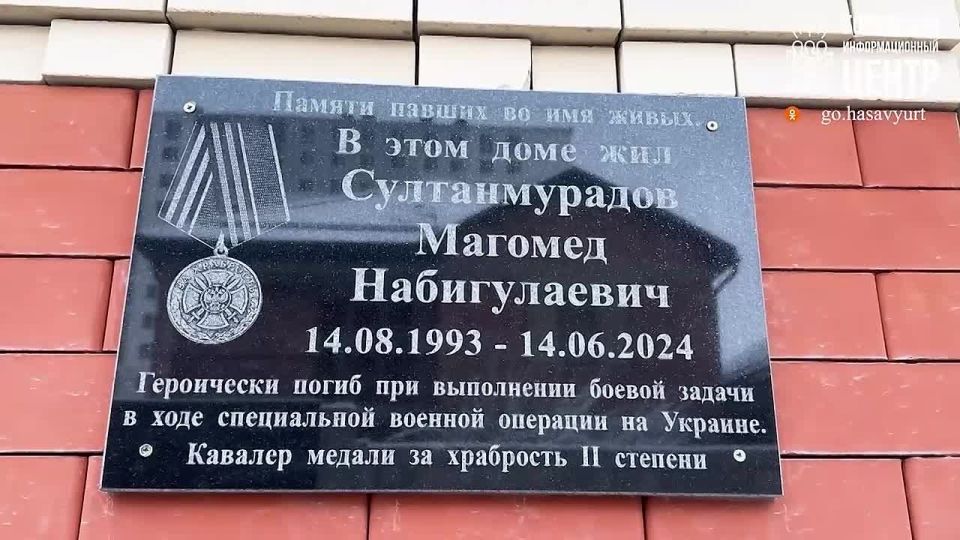 ИНФОРМАЦИОННЫЙ
ЦЕНТР
go.hasavyurt
Памяти павших во имя живых.
В этом доме жил
Султанмурадов
Магомед
Набигулаевич
14.08.1993 - 14.06.2024
Героически погиб при выполнении боевой задачи
в ходе специальной военной операции на Украине.
Кавалер медали за храбрость II степени